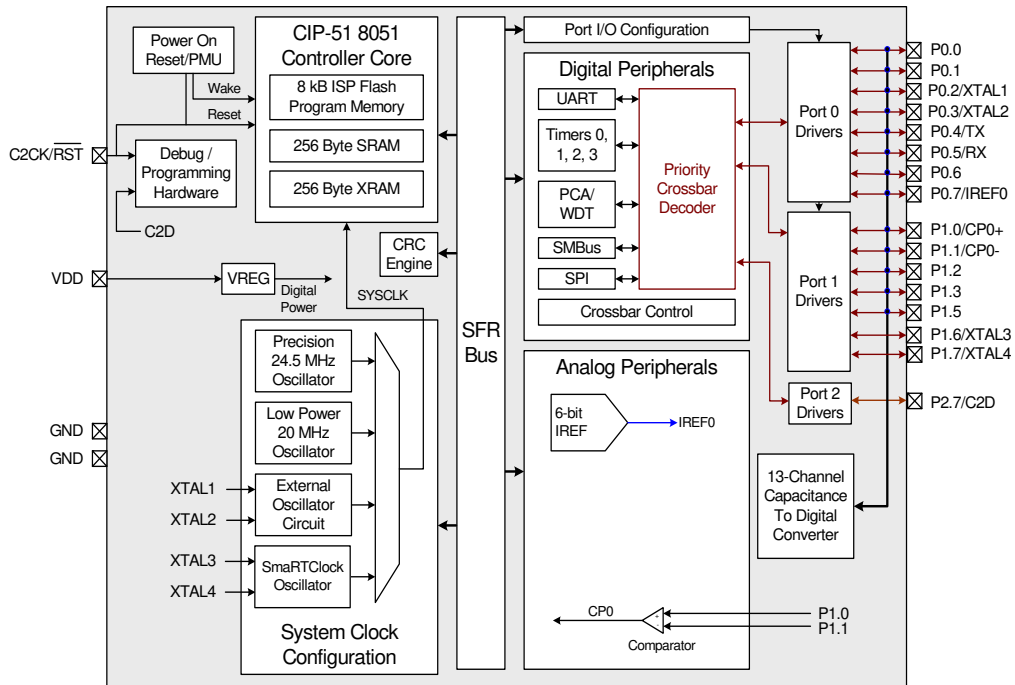 Power On
Reset/PMU
Wake
Reset
C2CK/RST
Debug /
Programming
Hardware
C2D
VDD
VREG
Digital
Power
GND
GND
CIP-51 8051
Controller Core
8 kB ISP Flash
Program Memory
256 Byte SRAM
256 Byte XRAM
CRC
Engine
SYSCLK
Precision
24.5 MHz
Oscillator
Low Power
20 MHz
Oscillator
XTAL1
XTAL2
External
Oscillator
Circuit
XTAL3
XTAL4
SmaRTClock
Oscillator
System Clock
Configuration
SFR
Bus
Port I/O Configuration
Digital Peripherals
UART
Timers 0,
1, 2, 3
PCA/
WDT
SMBus
SPI
Priority
Crossbar
Decoder
Crossbar Control
Analog Peripherals
6-bit
IREF
IREF0
CP0
+
-
Comparator
P1.0
P1.1
Port 0
Drivers
Port 1
Drivers
Port 2
Drivers
13-Channel
Capacitance
To Digital
Converter
P0.0
P0.1
P0.2/XTAL1
P0.3/XTAL2
P0.4/TX
P0.5/RX
P0.6
P0.7/IREF0
P1.0/CP0+
P1.1/CP0-
P1.2
P1.3
P1.5
P1.6/XTAL3
P1.7/XTAL4
P2.7/C2D